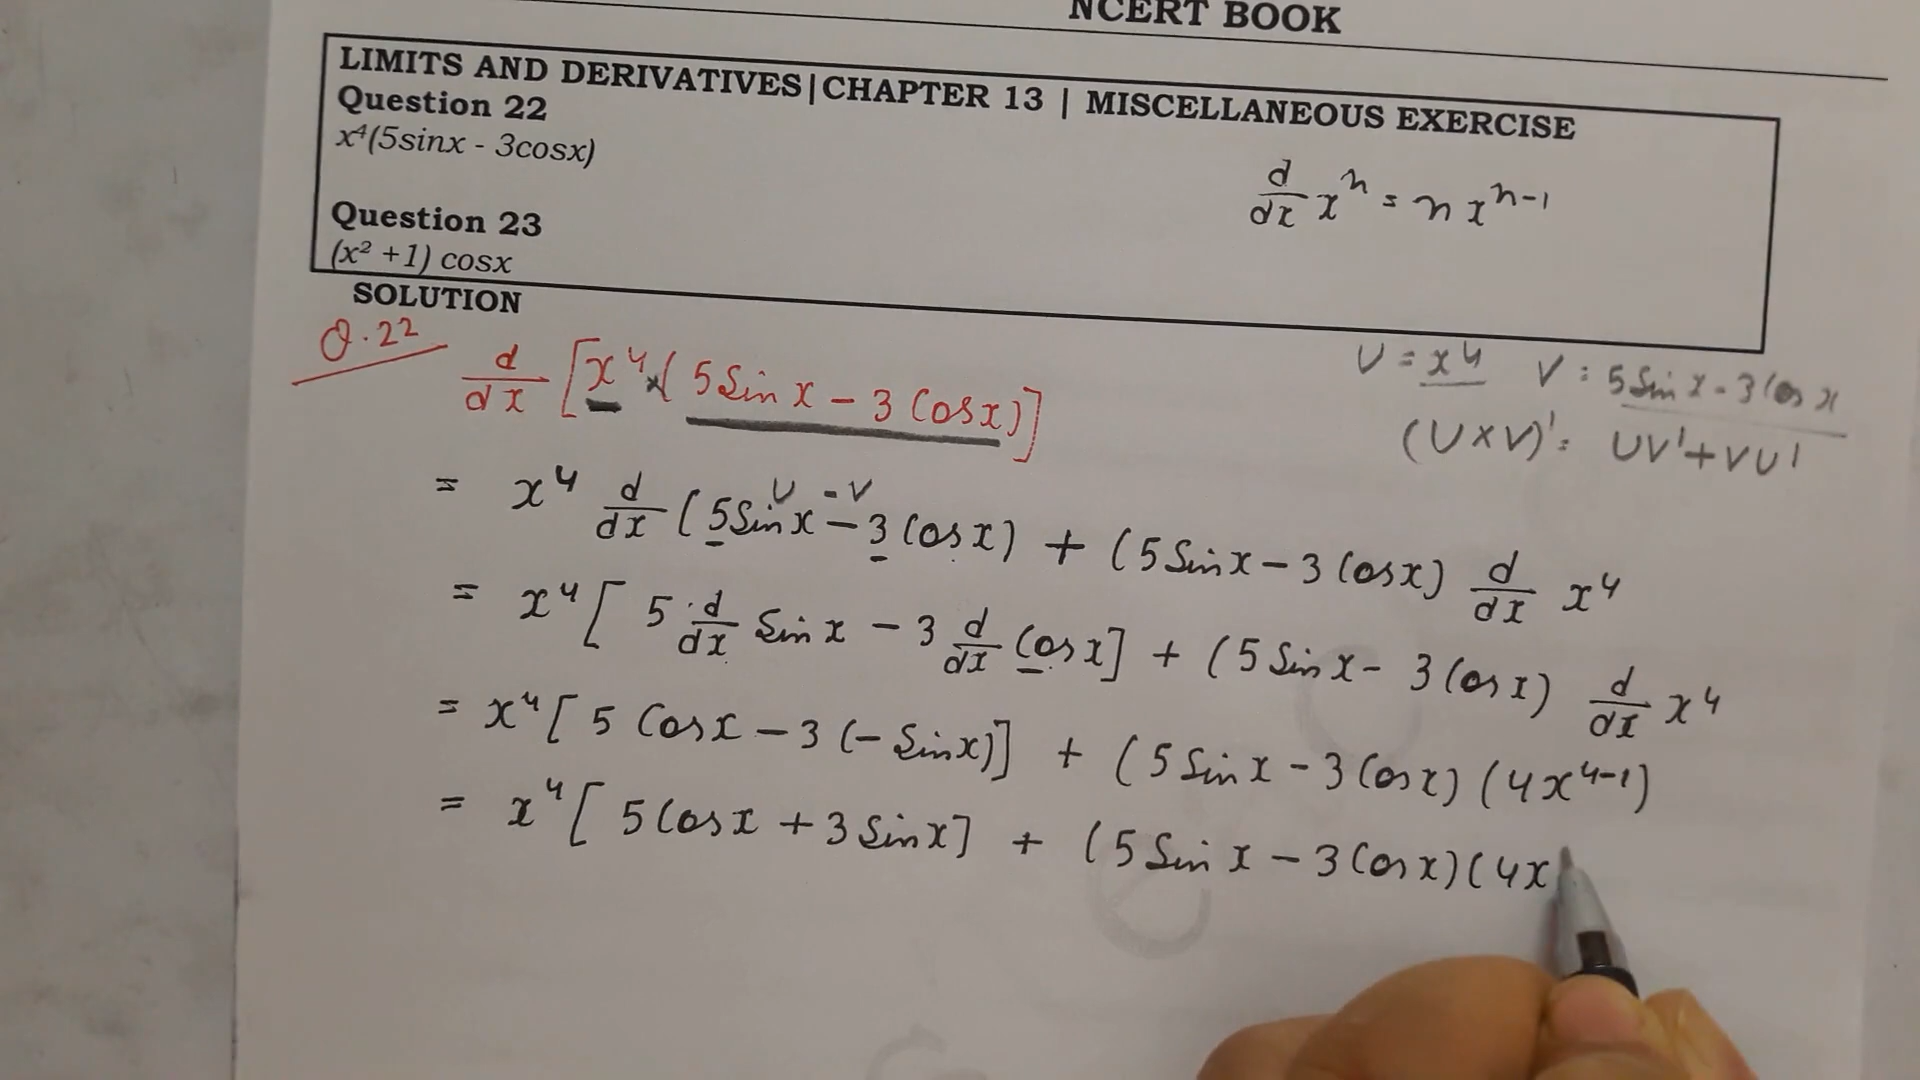 NCERT BOOK
LIMITS AND DERIVATIVES|CHAPTER 13 | MISCELLANEOUS EXERCISE
Question 22
x⁴(5sinx - 3cosx)
d/dx xⁿ = n xⁿ⁻¹
Question 23
(x² +1) cosx
SOLUTION
Q.22
d/dx [x⁴ × (5 Sin x − 3 Cos x)]
U = x⁴ V = 5 Sin x - 3 Cos x
(U×V)' = UV' + VU'
U - V
= x⁴ d/dx (5 Sin x − 3 Cos x) + (5 Sin x − 3 Cos x) d/dx x⁴
= x⁴ [ 5 d/dx Sin x − 3 d/dx Cos x] + (5 Sin x − 3 Cos x) d/dx x⁴
= x⁴ [ 5 Cos x − 3 (− Sin x)] + (5 Sin x − 3 Cos x) (4x⁴⁻¹)
= x⁴ [ 5 Cos x + 3 Sin x] + (5 Sin x − 3 Cos x) (4x